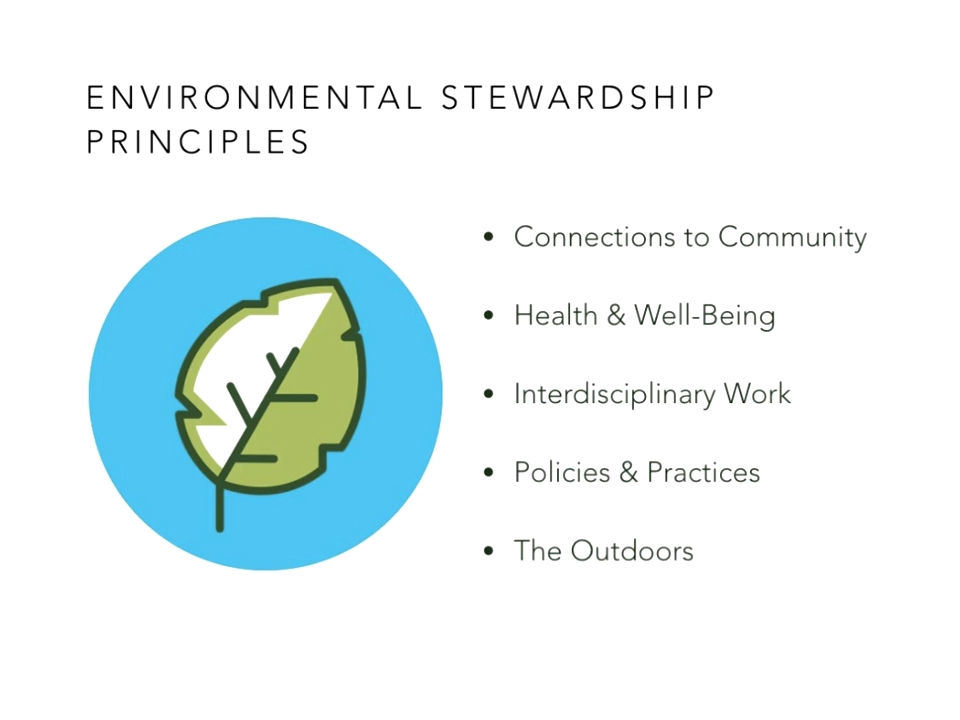 ENVIRONMENTAL STEWARDSHIP
PRINCIPLES
• Connections to Community
• Health & Well-Being
• Interdisciplinary Work
• Policies & Practices
• The Outdoors